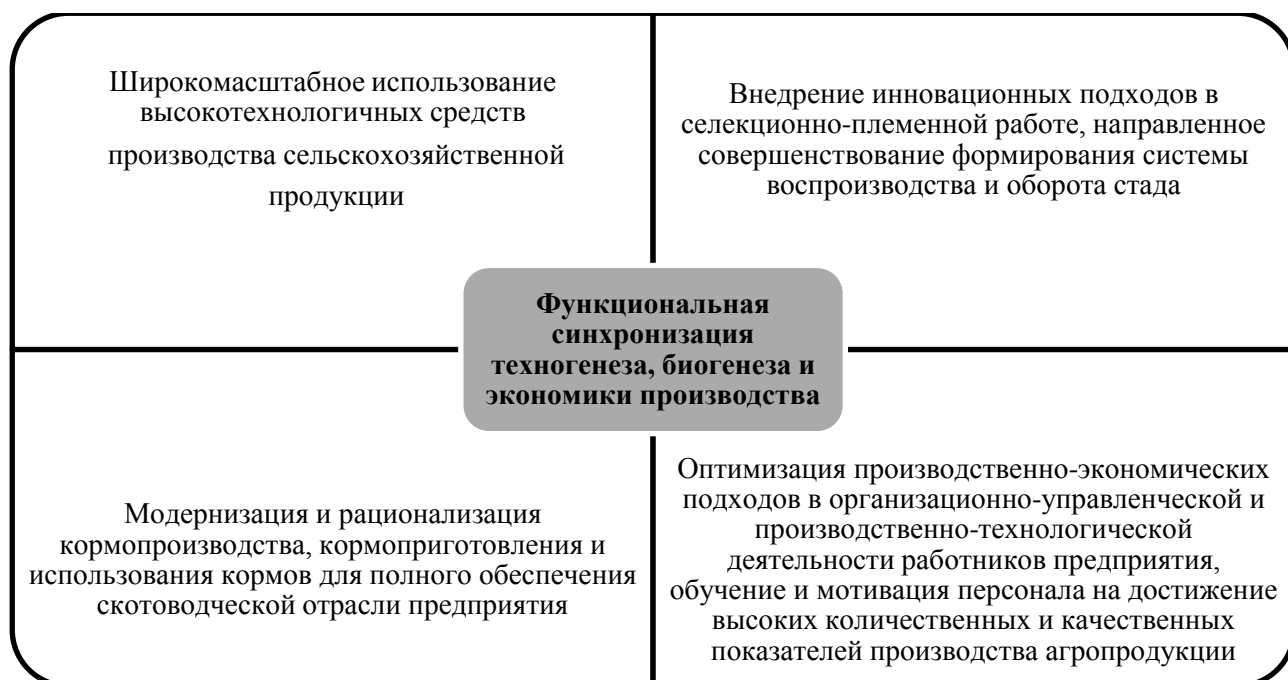 Широкомасштабное использование
высокотехнологичных средств
производства сельскохозяйственной
продукции
Внедрение инновационных подходов в
селекционно-племенной работе, направленное
совершенствование формирования системы
воспроизводства и оборота стада
Функциональная
синхронизация
техногенеза, биогенеза и
экономики производства
Модернизация и рационализация
кормопроизводства, кормоприготовления и
использования кормов для полного обеспечения
скотоводческой отрасли предприятия
Оптимизация производственно-экономических
подходов в организационно-управленческой и
производственно-технологической
деятельности работников предприятия,
обучение и мотивация персонала на достижение
высоких количественных и качественных
показателей производства агропродукции